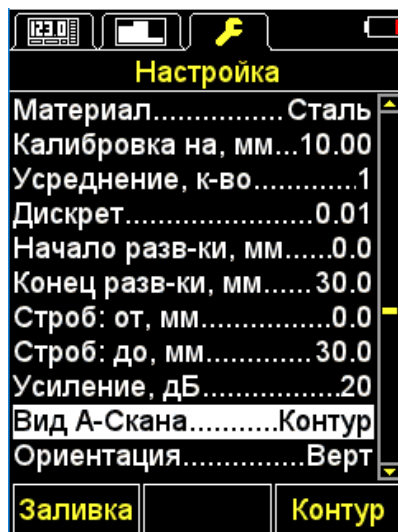 123.0
Настройка
Материал................Сталь
Калибровка на, мм...10.00
Усреднение, к-во............1
Дискрет......................0.01
Начало разв-ки, мм......0.0
Конец разв-ки, мм......30.0
Строб: от, мм...............0.0
Строб: до, мм.............30.0
Усиление, дБ.................20
Вид А-Скана...........Контур
Ориентация..............Верт
Заливка Контур